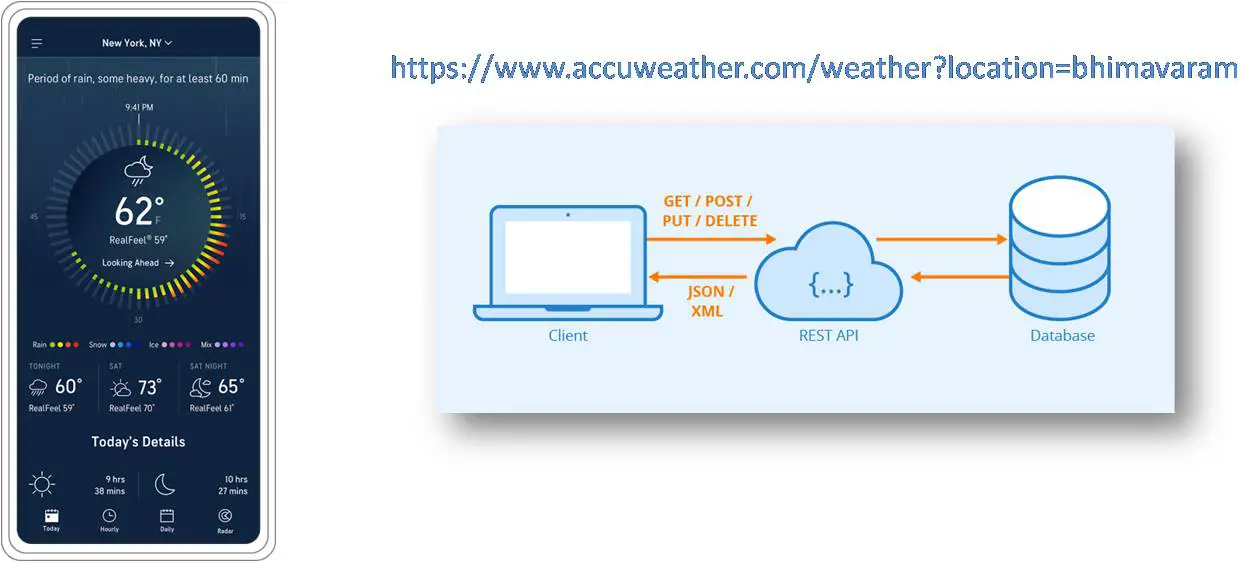 New York, NY
Period of rain, some heavy, for at least 60 min
9:41 PM
45
15
62°F
RealFeel® 59°
Looking Ahead →
30
Rain
Snow
Ice
Mix
TONIGHT
60°
RealFeel 59°
SAT
73°
RealFeel 70°
SAT NIGHT
65°
RealFeel 61°
Today's Details
9 hrs
38 mins
10 hrs
27 mins
Today
Hourly
Daily
Radar
https://www.accuweather.com/weather?location=bhimavaram
GET / POST /
PUT / DELETE
{...}
JSON /
XML
Client
REST API
Database